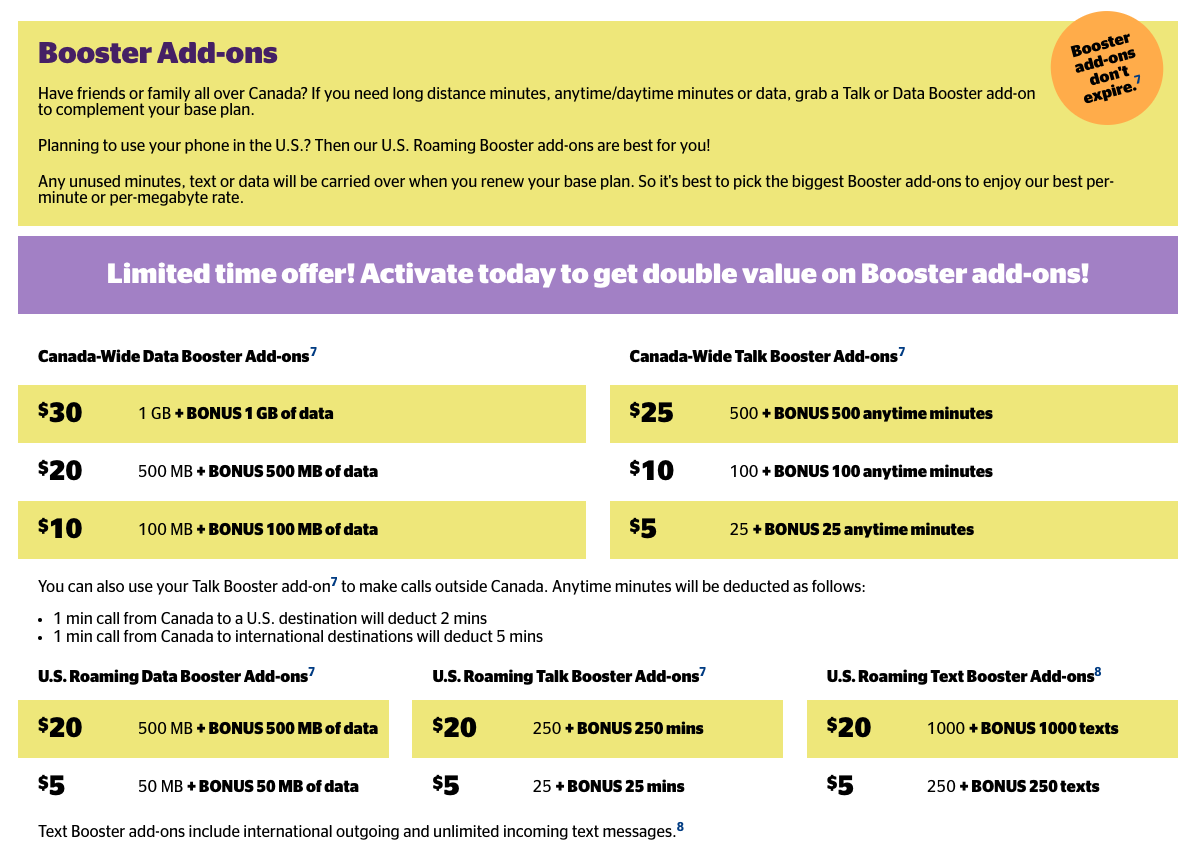 Booster Add-ons
Booster
add-ons
don't
expire.7
Have friends or family all over Canada? If you need long distance minutes, anytime/daytime minutes or data, grab a Talk or Data Booster add-on
to complement your base plan.
Planning to use your phone in the U.S.? Then our U.S. Roaming Booster add-ons are best for you!
Any unused minutes, text or data will be carried over when you renew your base plan. So it's best to pick the biggest Booster add-ons to enjoy our best per-
minute or per-megabyte rate.
Limited time offer! Activate today to get double value on Booster add-ons!
Canada-Wide Data Booster Add-ons7
$30 1 GB + BONUS 1 GB of data
$20 500 MB + BONUS 500 MB of data
$10 100 MB + BONUS 100 MB of data
Canada-Wide Talk Booster Add-ons7
$25 500 + BONUS 500 anytime minutes
$10 100 + BONUS 100 anytime minutes
$5 25 + BONUS 25 anytime minutes
You can also use your Talk Booster add-on7 to make calls outside Canada. Anytime minutes will be deducted as follows:
• 1 min call from Canada to a U.S. destination will deduct 2 mins
• 1 min call from Canada to international destinations will deduct 5 mins
U.S. Roaming Data Booster Add-ons7
$20 500 MB + BONUS 500 MB of data
$5 50 MB + BONUS 50 MB of data
U.S. Roaming Talk Booster Add-ons7
$20 250 + BONUS 250 mins
$5 25 + BONUS 25 mins
U.S. Roaming Text Booster Add-ons8
$20 1000 + BONUS 1000 texts
$5 250 + BONUS 250 texts
Text Booster add-ons include international outgoing and unlimited incoming text messages.8